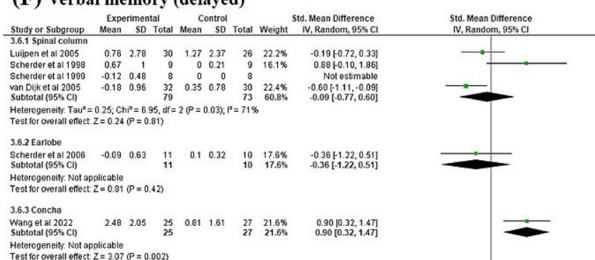 (F) Verbal memory (delayed)
Experimental Control Std. Mean Difference Std. Mean Difference
Study or Subgroup Mean SD Total Mean SD Total Weight IV, Random, 95% CI IV, Random, 95% CI
3.6.1 Spinal column
Luijpen et al 2005 0.76 2.78 30 1.27 2.37 26 22.2% -0.19 [-0.72, 0.33]
Scherder et al 1998 0.67 1 9 0 0.21 9 16.1% 0.88 [-0.10, 1.86]
Scherder et al 1999 -0.12 0.48 8 0 0 8 Not estimable
van Dijk et al 2005 -0.18 0.96 32 0.35 0.78 30 22.4% -0.60 [-1.11, -0.09]
Subtotal (95% CI) 79 73 60.8% -0.09 [-0.77, 0.60]
Heterogeneity: Tau² = 0.25; Chi² = 6.95, df = 2 (P = 0.03); I² = 71%
Test for overall effect: Z = 0.24 (P = 0.81)
3.6.2 Earlobe
Scherder et al 2006 -0.09 0.63 11 0.1 0.32 10 17.6% -0.36 [-1.22, 0.51]
Subtotal (95% CI) 11 10 17.6% -0.36 [-1.22, 0.51]
Heterogeneity: Not applicable
Test for overall effect: Z = 0.81 (P = 0.42)
3.6.3 Concha
Wang et al 2022 2.48 2.05 25 0.81 1.61 27 21.6% 0.90 [0.32, 1.47]
Subtotal (95% CI) 25 27 21.6% 0.90 [0.32, 1.47]
Heterogeneity: Not applicable
Test for overall effect: Z = 3.07 (P = 0.002)